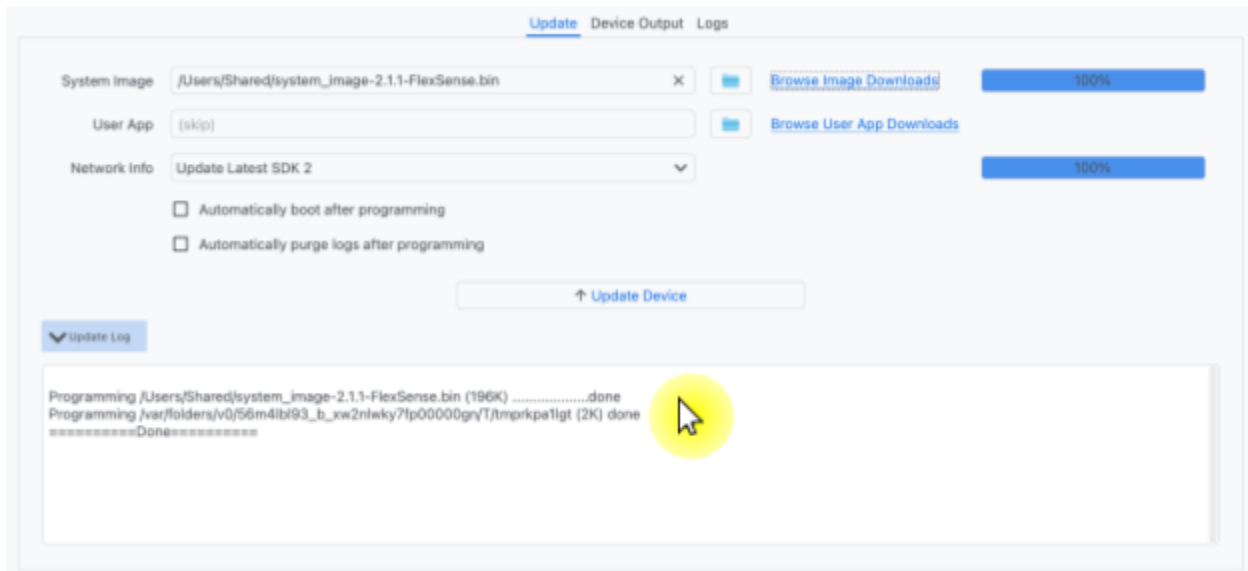 Update Device Output Logs
System Image /Users/Shared/system_image-2.1.1-FlexSense.bin × Browse Image Downloads 100%
User App (skip) Browse User App Downloads
Network Info Update Latest SDK 2 100%
Automatically boot after programming
Automatically purge logs after programming
↑ Update Device
Update Log
Programming /Users/Shared/system_image-2.1.1-FlexSense.bin (196K) ...................done
Programming /var/folders/v0/56m4lbl93_b_xw2nlwky7fp00000gn/T/tmprkpa1lgt (2K) done
==========Done==========